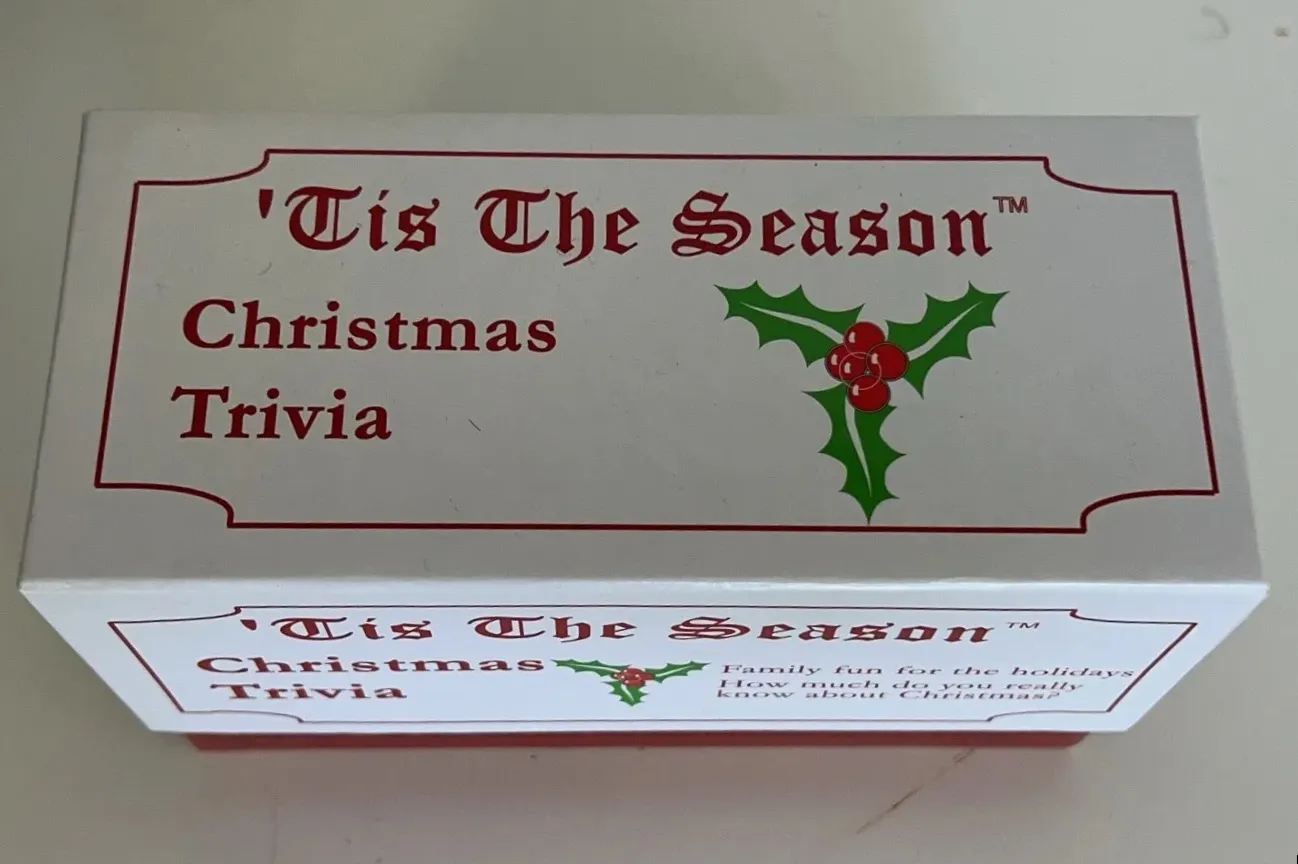 'Tis The Season™
Christmas
Trivia
'Tis The Season™
Christmas
Trivia
Family fun for the holidays
How much do you really
know about Christmas?